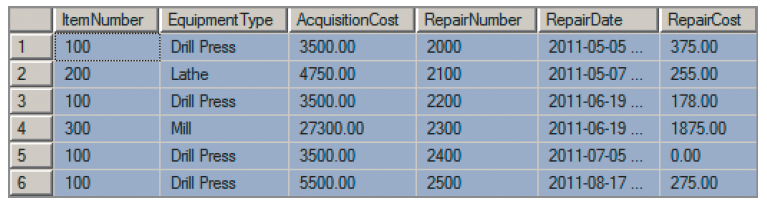 ItemNumber EquipmentType AcquisitionCost RepairNumber RepairDate RepairCost
1 100 Drill Press 3500.00 2000 2011-05-05 ... 375.00
2 200 Lathe 4750.00 2100 2011-05-07 ... 255.00
3 100 Drill Press 3500.00 2200 2011-06-19 ... 178.00
4 300 Mill 27300.00 2300 2011-06-19 ... 1875.00
5 100 Drill Press 3500.00 2400 2011-07-05 ... 0.00
6 100 Drill Press 5500.00 2500 2011-08-17 ... 275.00